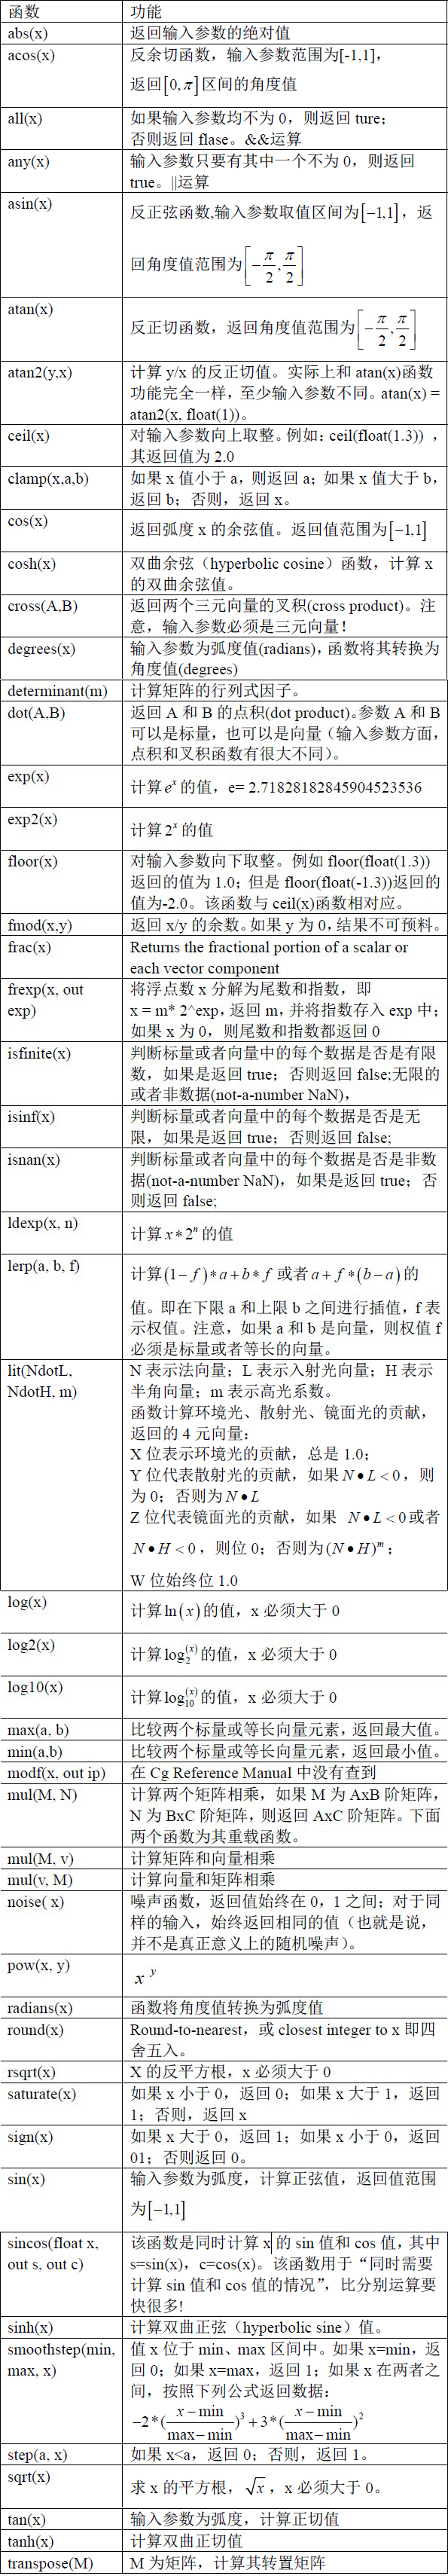 函数 功能
abs(x) 返回输入参数的绝对值
acos(x) 反余切函数，输入参数范围为[-1,1]，
返回[0,π]区间的角度值
all(x) 如果输入参数均不为 0，则返回 ture；
否则返回 flase。&&运算
any(x) 输入参数只要有其中一个不为 0，则返回
true。||运算
asin(x) 反正弦函数,输入参数取值区间为[−1,1]，返
回角度值范围为[−π/2, π/2]
atan(x) 反正切函数，返回角度值范围为[−π/2, π/2]
atan2(y,x) 计算 y/x 的反正切值。实际上和 atan(x)函数
功能完全一样，至少输入参数不同。atan(x) =
atan2(x, float(1))。
ceil(x) 对输入参数向上取整。例如：ceil(float(1.3)) ，
其返回值为 2.0
clamp(x,a,b) 如果 x 值小于 a，则返回 a；如果 x 值大于 b，
返回 b；否则，返回 x。
cos(x) 返回弧度 x 的余弦值。返回值范围为[−1,1]
cosh(x) 双曲余弦（hyperbolic cosine）函数，计算 x
的双曲余弦值。
cross(A,B) 返回两个三元向量的叉积(cross product)。注
意，输入参数必须是三元向量！
degrees(x) 输入参数为弧度值(radians)，函数将其转换为
角度值(degrees)
determinant(m) 计算矩阵的行列式因子。
dot(A,B) 返回 A 和 B 的点积(dot product)。参数 A 和 B
可以是标量，也可以是向量（输入参数方面，
点积和叉积函数有很大不同）。
exp(x) 计算 e^x 的值，e= 2.71828182845904523536
exp2(x) 计算 2^x 的值
floor(x) 对输入参数向下取整。例如 floor(float(1.3))
返回的值为 1.0；但是 floor(float(-1.3))返回的
值为-2.0。该函数与 ceil(x)函数相对应。
fmod(x,y) 返回 x/y 的余数。如果 y 为 0，结果不可预料。
frac(x) Returns the fractional portion of a scalar or
each vector component
frexp(x, out 将浮点数 x 分解为尾数和指数，即
exp) x = m* 2^exp，返回 m，并将指数存入 exp 中；
如果 x 为 0，则尾数和指数都返回 0
isfinite(x) 判断标量或者向量中的每个数据是否是有限
数，如果是返回 true；否则返回 false;无限的
或者非数据(not-a-number NaN)，
isinf(x) 判断标量或者向量中的每个数据是否是无
限，如果是返回 true；否则返回 false;
isnan(x) 判断标量或者向量中的每个数据是否是非数
据(not-a-number NaN)，如果是返回 true；否
则返回 false;
ldexp(x, n) 计算 x*2^n 的值
lerp(a, b, f) 计算(1−f)*a+b*f 或者 a+f*(b−a)的
值。即在下限 a 和上限 b 之间进行插值，f 表
示权值。注意，如果 a 和 b 是向量，则权值 f
必须是标量或者等长的向量。
lit(NdotL, N 表示法向量；L 表示入射光向量；H 表示
NdotH, m) 半角向量；m 表示高光系数。
函数计算环境光、散射光、镜面光的贡献，
返回的 4 元向量：
X 位表示环境光的贡献，总是 1.0；
Y 位代表散射光的贡献，如果 N•L<0，则
为 0；否则为 N•L
Z 位代表镜面光的贡献，如果 N•L<0 或者
N•H<0，则位 0；否则为(N•H)^m；
W 位始终位 1.0
log(x) 计算 ln(x)的值，x 必须大于 0
log2(x) 计算 log_2^(x) 的值，x 必须大于 0
log10(x) 计算 log_10^(x) 的值，x 必须大于 0
max(a, b) 比较两个标量或等长向量元素，返回最大值。
min(a,b) 比较两个标量或等长向量元素，返回最小值。
modf(x, out ip) 在 Cg Reference Manual 中没有查到
mul(M, N) 计算两个矩阵相乘，如果 M 为 AxB 阶矩阵，
N 为 BxC 阶矩阵，则返回 AxC 阶矩阵。下面
两个函数为其重载函数。
mul(M, v) 计算矩阵和向量相乘
mul(v, M) 计算向量和矩阵相乘
noise( x) 噪声函数，返回值始终在 0，1 之间；对于同
样的输入，始终返回相同的值（也就是说，
并不是真正意义上的随机噪声）。
pow(x, y) x^y
radians(x) 函数将角度值转换为弧度值
round(x) Round-to-nearest，或 closest integer to x 即四
舍五入。
rsqrt(x) X 的反平方根，x 必须大于 0
saturate(x) 如果 x 小于 0，返回 0；如果 x 大于 1，返回
1；否则，返回 x
sign(x) 如果 x 大于 0，返回 1；如果 x 小于 0，返回
01；否则返回 0。
sin(x) 输入参数为弧度，计算正弦值，返回值范围
为[−1,1]
sincos(float x, 该函数是同时计算 x 的 sin 值和 cos 值，其中
out s, out c) s=sin(x)，c=cos(x)。该函数用于“同时需要
计算 sin 值和 cos 值的情况”，比分别运算要
快很多!
sinh(x) 计算双曲正弦（hyperbolic sine）值。
smoothstep(min, 值 x 位于 min、max 区间中。如果 x=min，返
max, x) 回 0；如果 x=max，返回 1；如果 x 在两者之
间，按照下列公式返回数据：
−2*((x−min)/(max−min))^3+3*((x−min)/(max−min))^2
step(a, x) 如果 x<a，返回 0；否则，返回 1。
sqrt(x) 求 x 的平方根，√x，x 必须大于 0。
tan(x) 输入参数为弧度，计算正切值
tanh(x) 计算双曲正切值
transpose(M) M 为矩阵，计算其转置矩阵